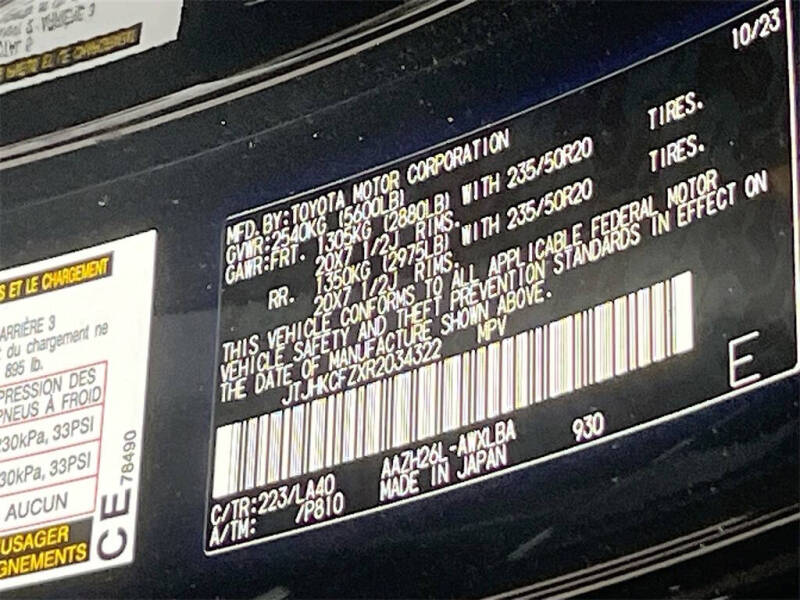 10/23
MFD. BY: TOYOTA MOTOR CORPORATION
GVWR: 2540KG (5600LB)
GAWR: FRT. 1305KG (2880LB) WITH 235/50R20 TIRES.
20X7 1/2J RIMS.
RR. 1350KG (2975LB) WITH 235/50R20 TIRES.
20X7 1/2J RIMS.
THIS VEHICLE CONFORMS TO ALL APPLICABLE FEDERAL MOTOR
VEHICLE SAFETY AND THEFT PREVENTION STANDARDS IN EFFECT ON
THE DATE OF MANUFACTURE SHOWN ABOVE.
JTJHKCFZXR2034322 MPV
E
AAZH26L-AWXLBA 930
MADE IN JAPAN
C/TR: 223/LA40
A/TM: /P810
S ET LE CHARGEMENT
ARRIÈRE 3
du chargement ne
895 lb.
PRESSION DES
PNEUS À FROID
230kPa, 33PSI
230kPa, 33PSI
AUCUN
USAGER
GNEMENTS
CE 78490